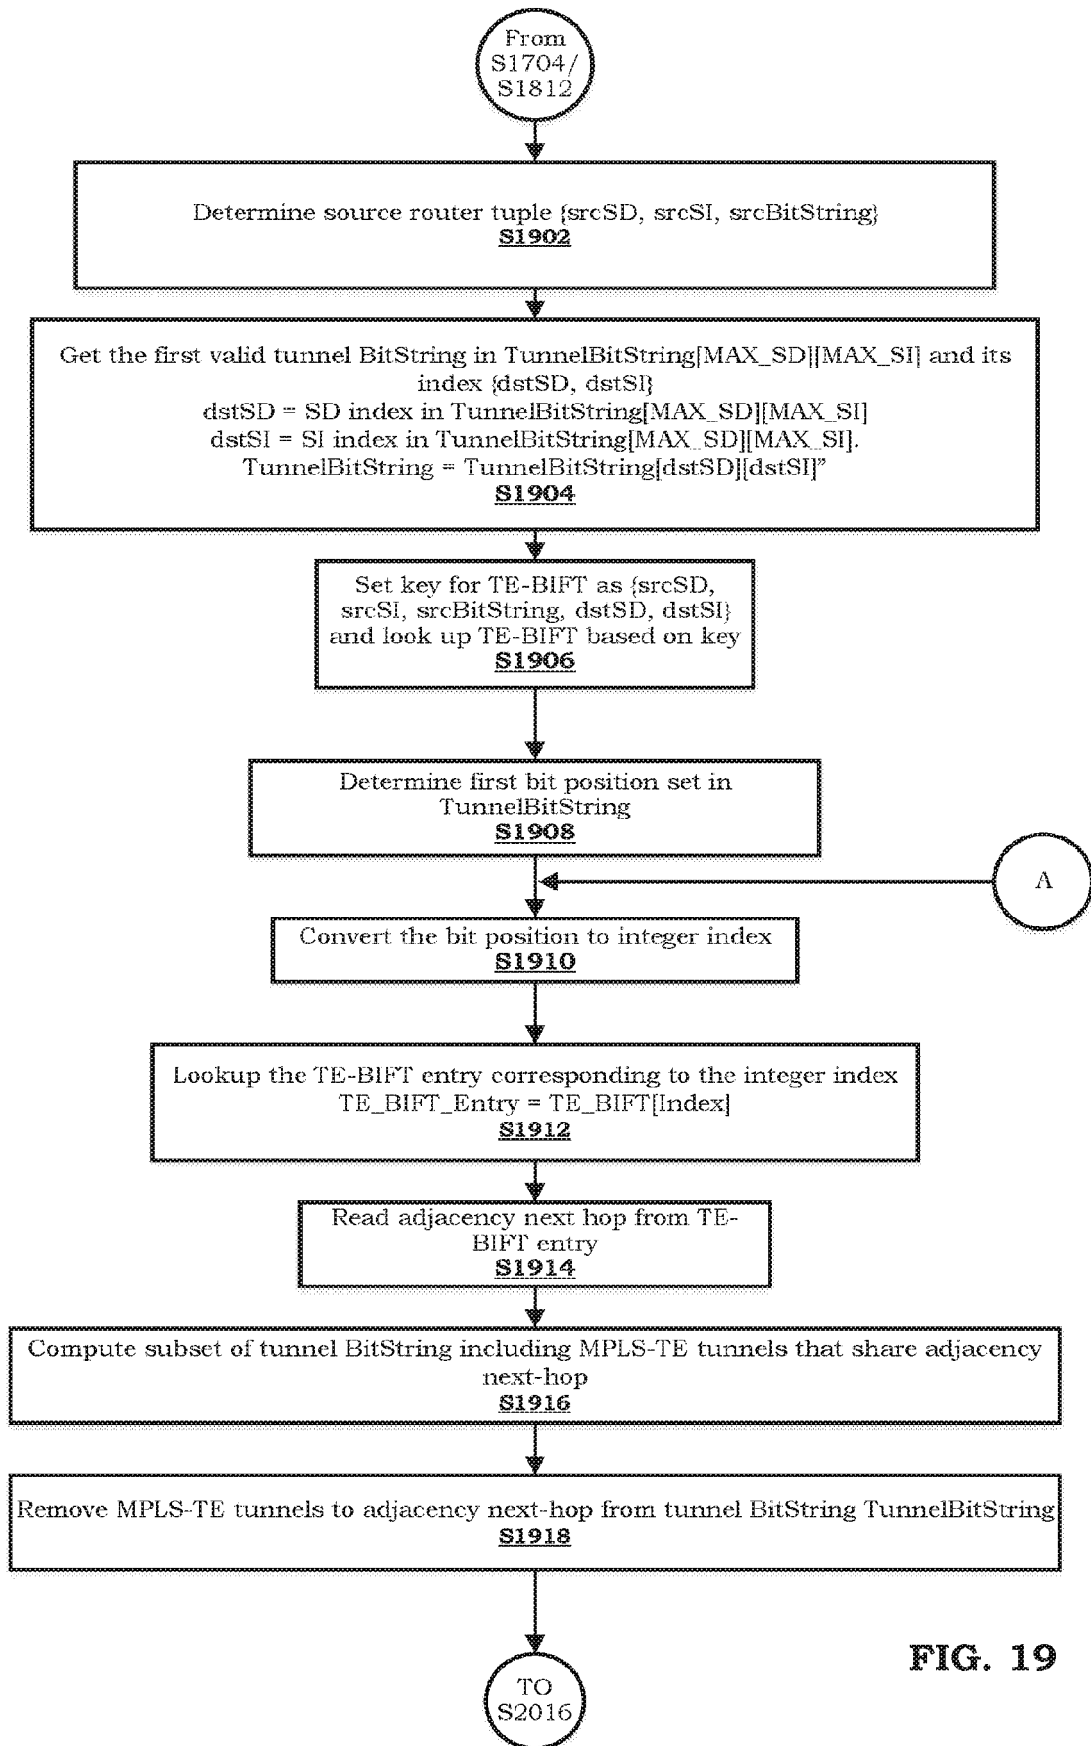 From
S1704/
S1812
Determine source router tuple {srcSD, srcSI, srcBitString}
S1902
Get the first valid tunnel BitString in TunnelBitString[MAX_SD][MAX_SI] and its
index {dstSD, dstSI}
dstSD = SD index in TunnelBitString[MAX_SD][MAX_SI]
dstSI = SI index in TunnelBitString[MAX_SD][MAX_SI].
TunnelBitString = TunnelBitString[dstSD][dstSI]”
S1904
Set key for TE-BIFT as {srcSD,
srcSI, srcBitString, dstSD, dstSI}
and look up TE-BIFT based on key
S1906
Determine first bit position set in
TunnelBitString
S1908
A
Convert the bit position to integer index
S1910
Lookup the TE-BIFT entry corresponding to the integer index
TE_BIFT_Entry = TE_BIFT[Index]
S1912
Read adjacency next hop from TE-
BIFT entry
S1914
Compute subset of tunnel BitString including MPLS-TE tunnels that share adjacency
next-hop
S1916
Remove MPLS-TE tunnels to adjacency next-hop from tunnel BitString TunnelBitString
S1918
FIG. 19
TO
S2016